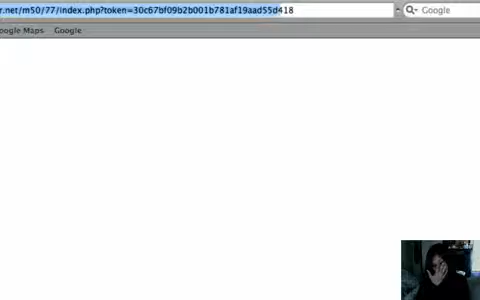 r.net/m50/77/index.php?token=30c67bf09b2b001b781af19aad55d418
Google
oogle Maps Google